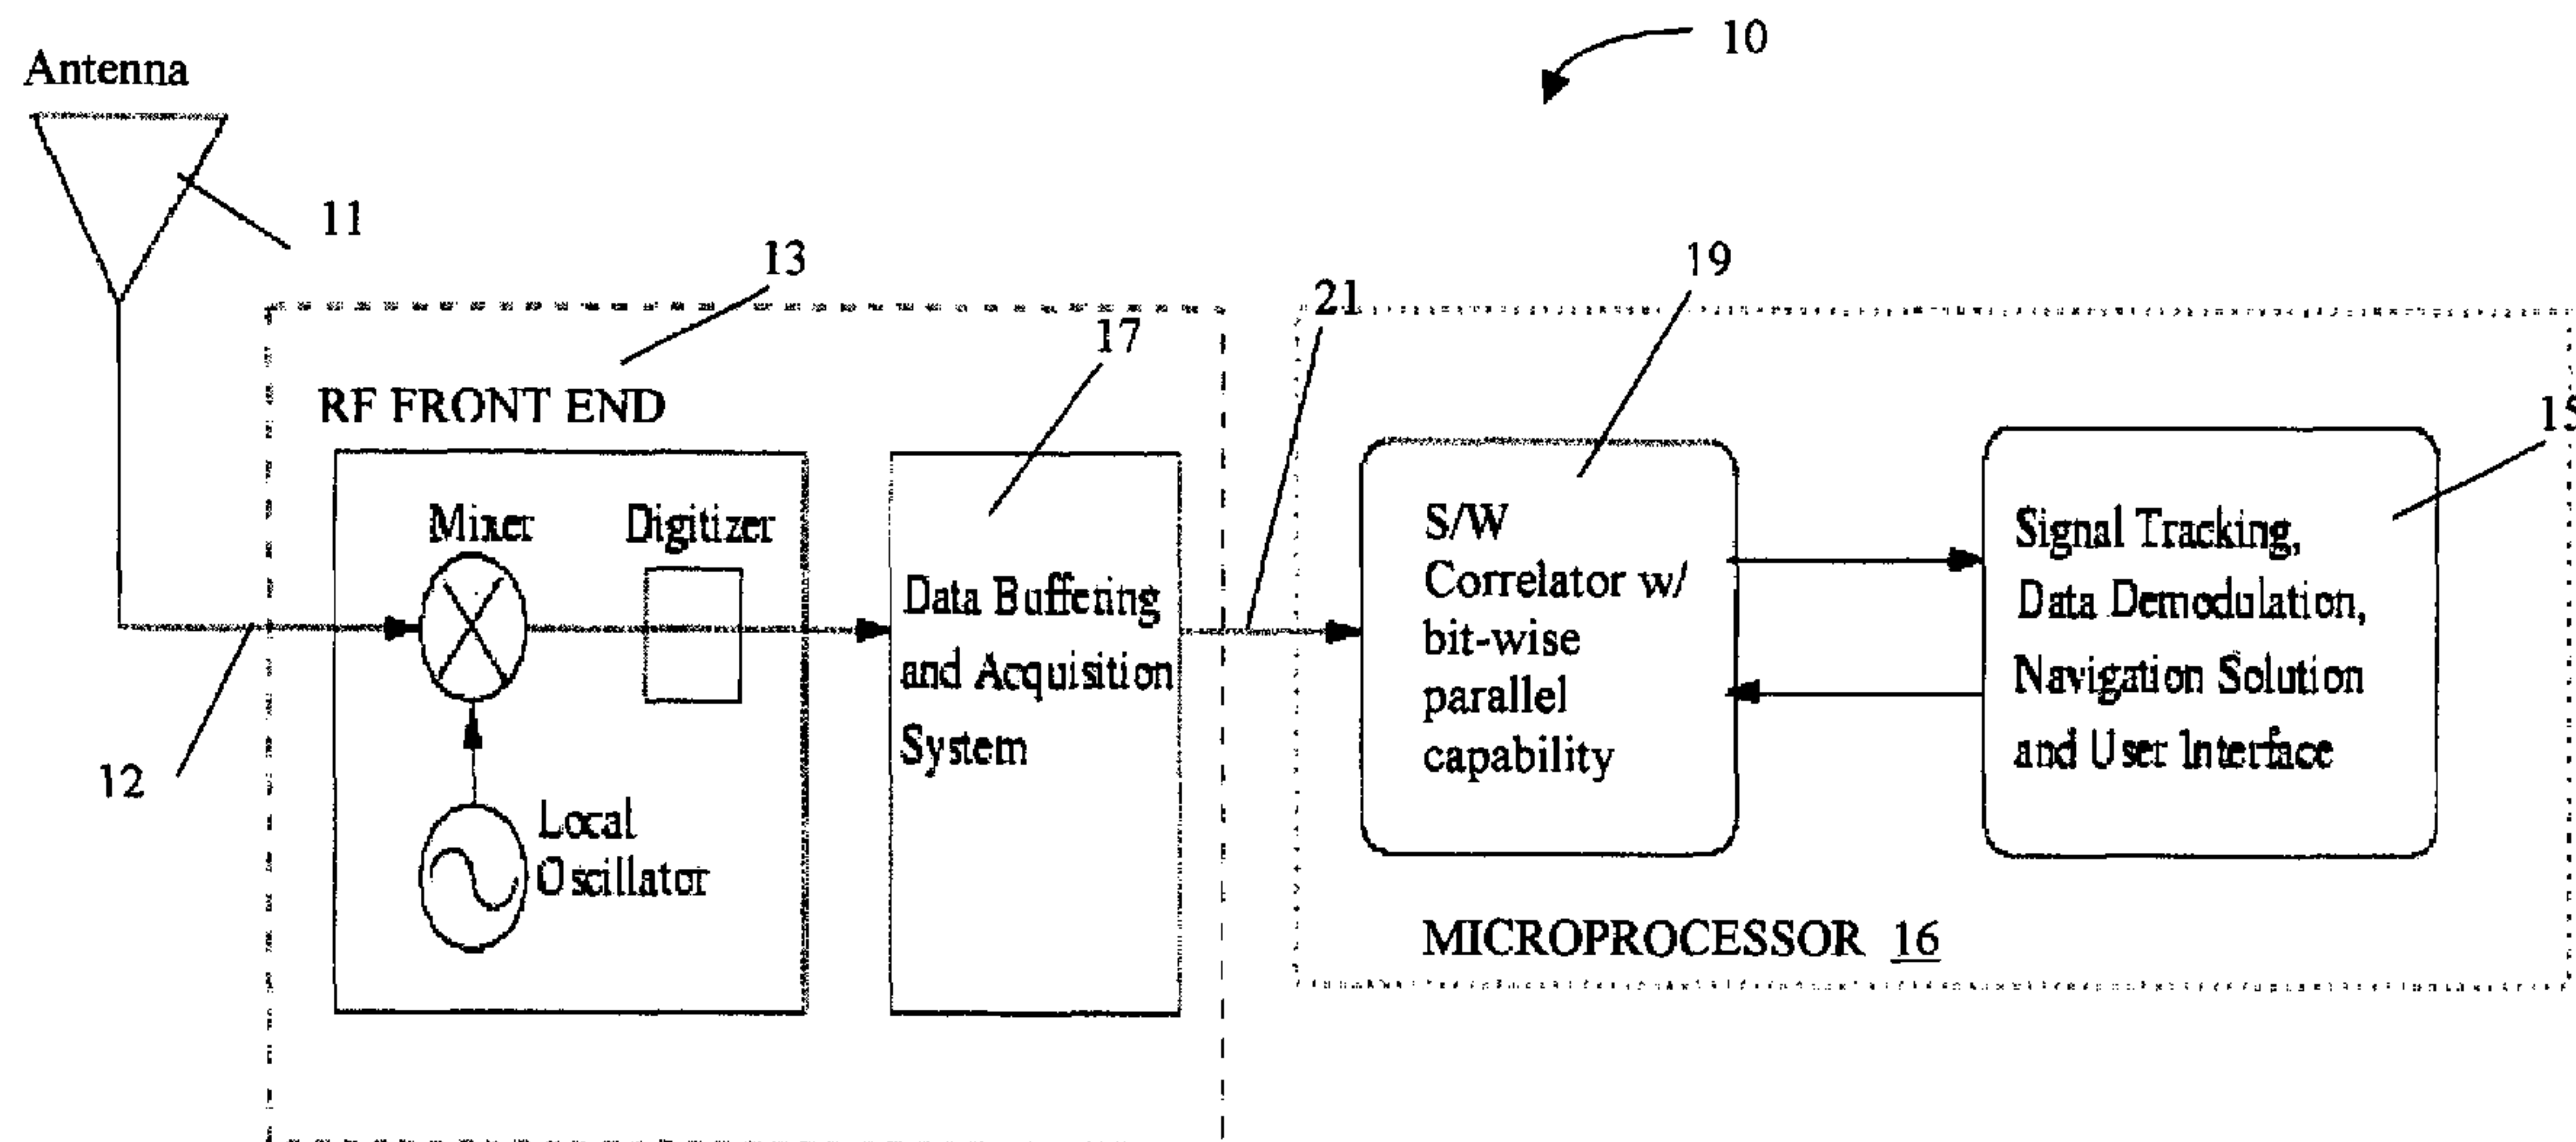 10
Antenna
11
13
19
21
17
15
RF FRONT END
Mixer
Digitizer
S/W
Correlator w/
bit-wise
parallel
capability
Signal Tracking,
Data Demodulation,
Navigation Solution
and User Interface
Data Buffering
and Acquisition
System
12
Local
Oscillator
MICROPROCESSOR 16